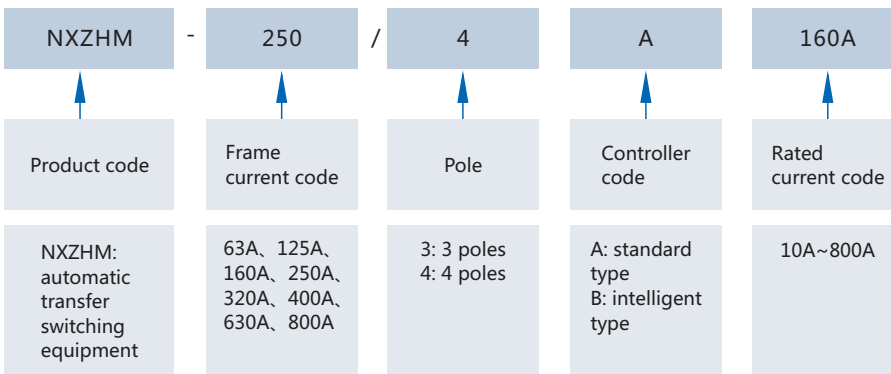 NXZHM - 250 / 4 A 160A
Product code
Frame
current code
Pole
Controller
code
Rated
current code
NXZHM:
automatic
transfer
switching
equipment
63A、125A、
160A、250A、
320A、400A、
630A、800A
3: 3 poles
4: 4 poles
A: standard
type
B: intelligent
type
10A~800A